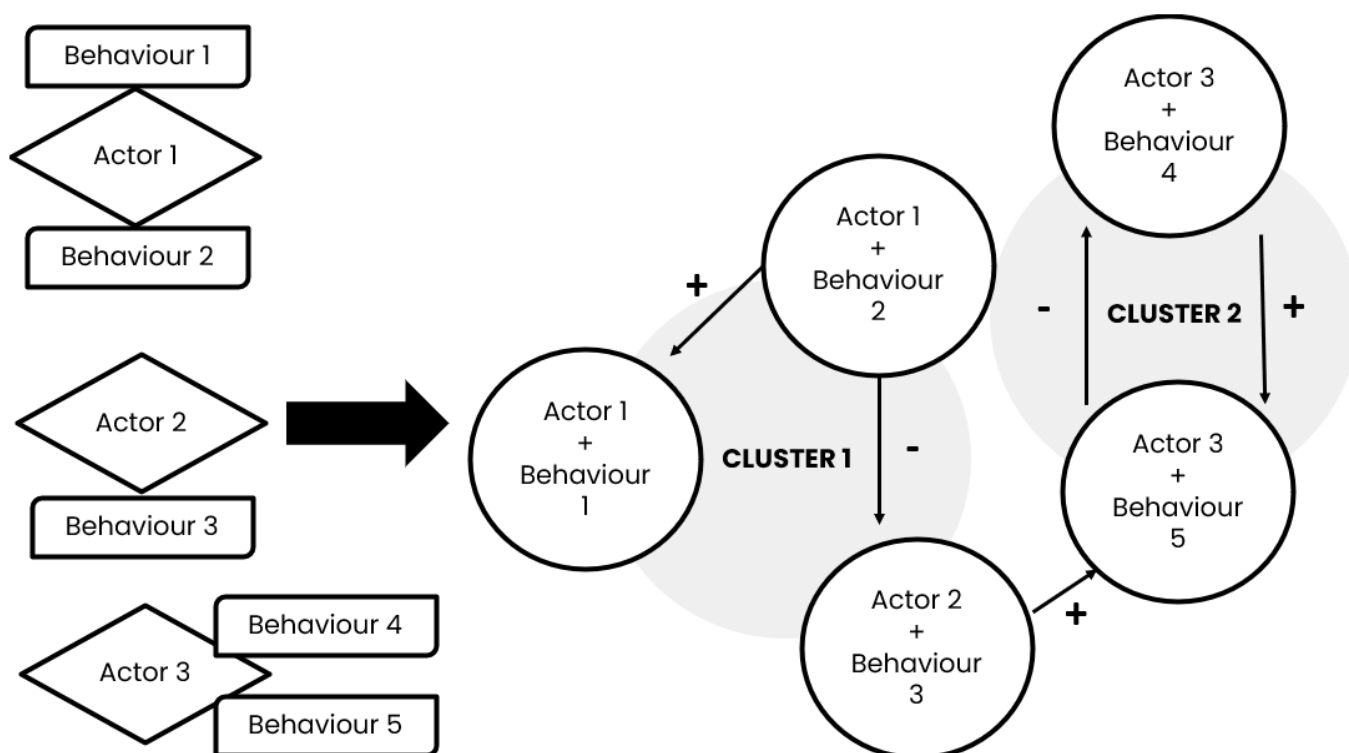 Behaviour 1
Actor 1
Behaviour 2
Actor 2
Behaviour 3
Actor 3
Behaviour 4
Behaviour 5
Actor 1
+
Behaviour
1
+
Actor 1
+
Behaviour
2
CLUSTER 1
-
Actor 2
+
Behaviour
3
+
Actor 3
+
Behaviour
4
-
CLUSTER 2
+
Actor 3
+
Behaviour
5